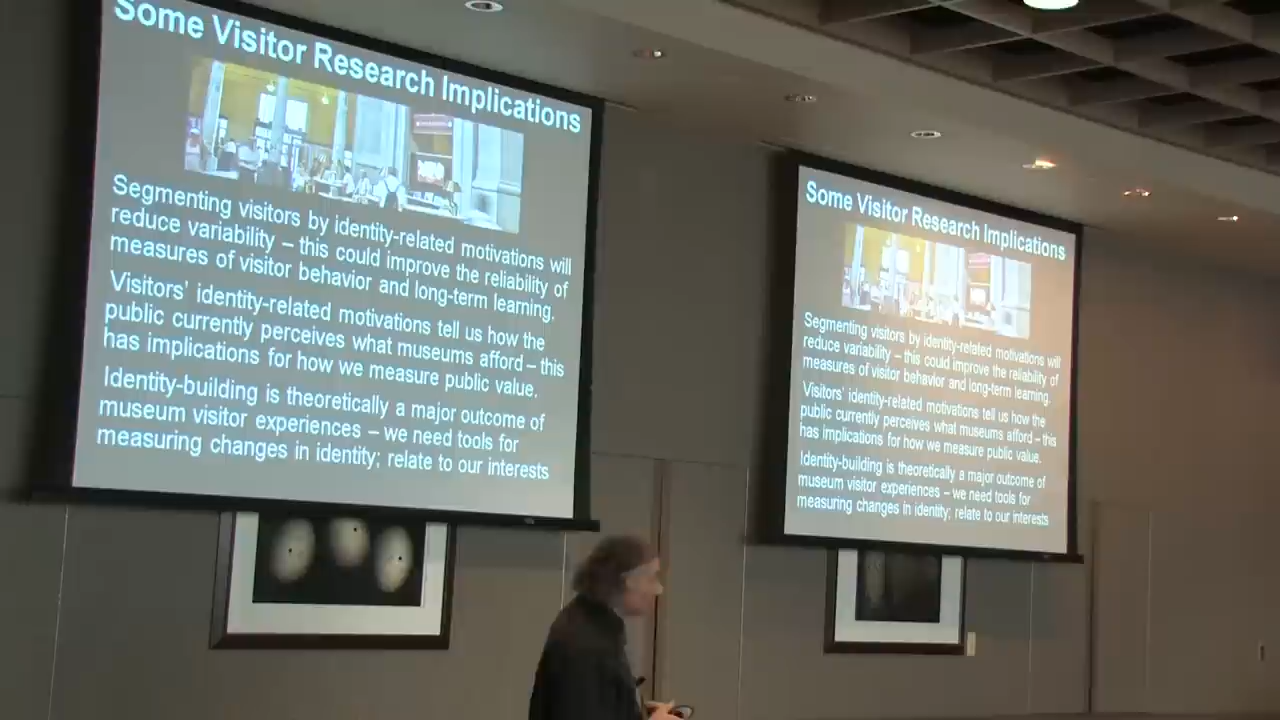 Some Visitor Research Implications
Segmenting visitors by identity-related motivations will
reduce variability – this could improve the reliability of
measures of visitor behavior and long-term learning.
Visitors’ identity-related motivations tell us how the
public currently perceives what museums afford – this
has implications for how we measure public value.
Identity-building is theoretically a major outcome of
museum visitor experiences – we need tools for
measuring changes in identity; relate to our interests
Some Visitor Research Implications
Segmenting visitors by identity-related motivations will
reduce variability – this could improve the reliability of
measures of visitor behavior and long-term learning.
Visitors’ identity-related motivations tell us how the
public currently perceives what museums afford – this
has implications for how we measure public value.
Identity-building is theoretically a major outcome of
museum visitor experiences – we need tools for
measuring changes in identity; relate to our interests